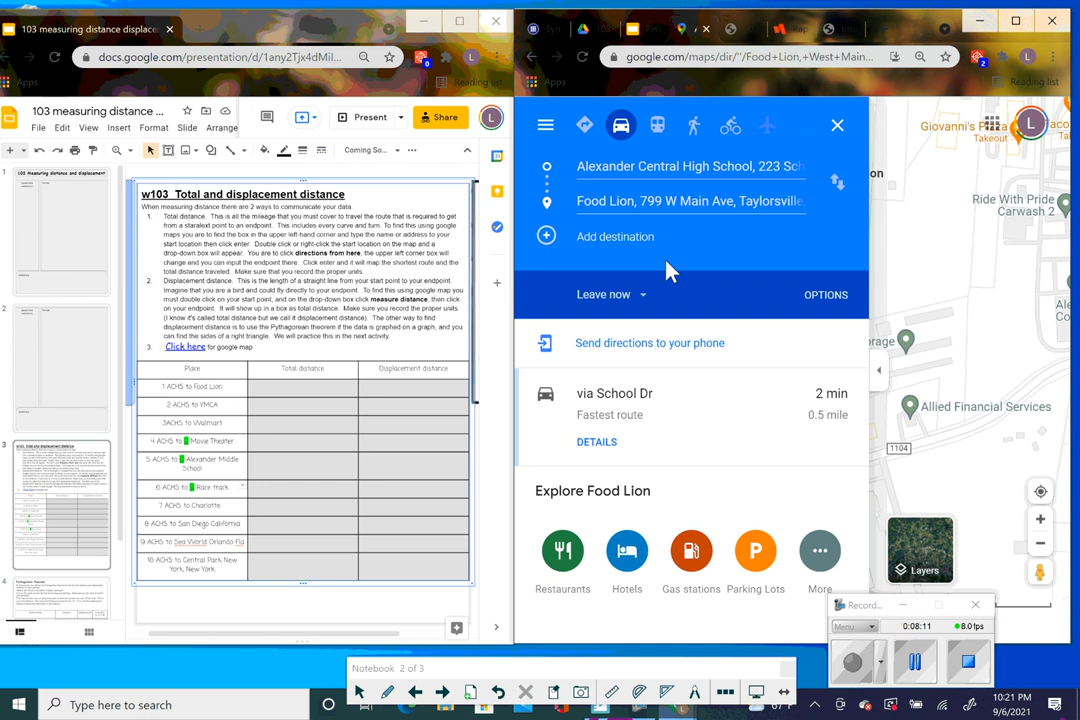 103 measuring distance displace
docs.google.com/presentation/d/1any2Tjx4dMil...
0
L
Apps
Reading list
103 measuring distance ...
File Edit View Insert Format Slide Arrange
Present
Share
L
Coming So...
1
103 Measuring distance and displacement
2
3
4
w103 Total and displacement distance
When measuring distance there are 2 ways to communicate your data.
1. Total distance. This is all the mileage that you must cover to travel the route that is required to get
from a staralext point to an endpoint. This includes every curve and turn. To find this using google
maps you are to find the box in the upper left-hand corner and type the name or address to your
start location then click enter. Double click or right-click the start location on the map and a
drop-down box will appear. You are to click directions from here, the upper left corner box will
change and you can input the endpoint there. Click enter and it will map the shortest route and the
total distance traveled. Make sure that you record the proper units.
2. Displacement distance. This is the length of a straight line from your start point to your endpoint.
Imagine that you are a bird and could fly directly to your endpoint. To find this using google map you
must double click on your start point, and on the drop-down box click measure distance, then click
on your endpoint. It will show up in a box as total distance. Make sure you record the proper units.
(I know it's called total distance but we call it displacement distance). The other way to find
displacement distance is to use the Pythagorean theorem if the data is graphed on a graph, and you
can find the sides of a right triangle. We will practice this in the next activity.
3. Click here for google map
Place Total distance Displacement distance
1 ACHS to Food Lion
2 ACHS to YMCA
3ACHS to Walmart
4 ACHS to Move Theater
5 ACHS to Alexander Middle
School
6 ACHS to Race track
7 ACHS to Charlotte
8 ACHS to San Diego California
9 ACHS to Sea World Orlando Fla
10 ACHS to Central Park New
York, New York
google.com/maps/dir/"/Food+Lion,+West+Main...
2
L
Apps
Reading list
Alexander Central High School, 223 Sch
Food Lion, 799 W Main Ave, Taylorsville,
Add destination
Leave now
OPTIONS
Send directions to your phone
via School Dr 2 min
Fastest route 0.5 mile
DETAILS
Explore Food Lion
Restaurants Hotels Gas stations Parking Lots More
Giovanni's Pizza
Takeout
L
Ride With Pride
Carwash 2
Allied Financial Services
1104
Layers
Record...
Menu
0:08:11
8.0 fps
Notebook 2 of 3
Type here to search
10:21 PM
9/6/2021